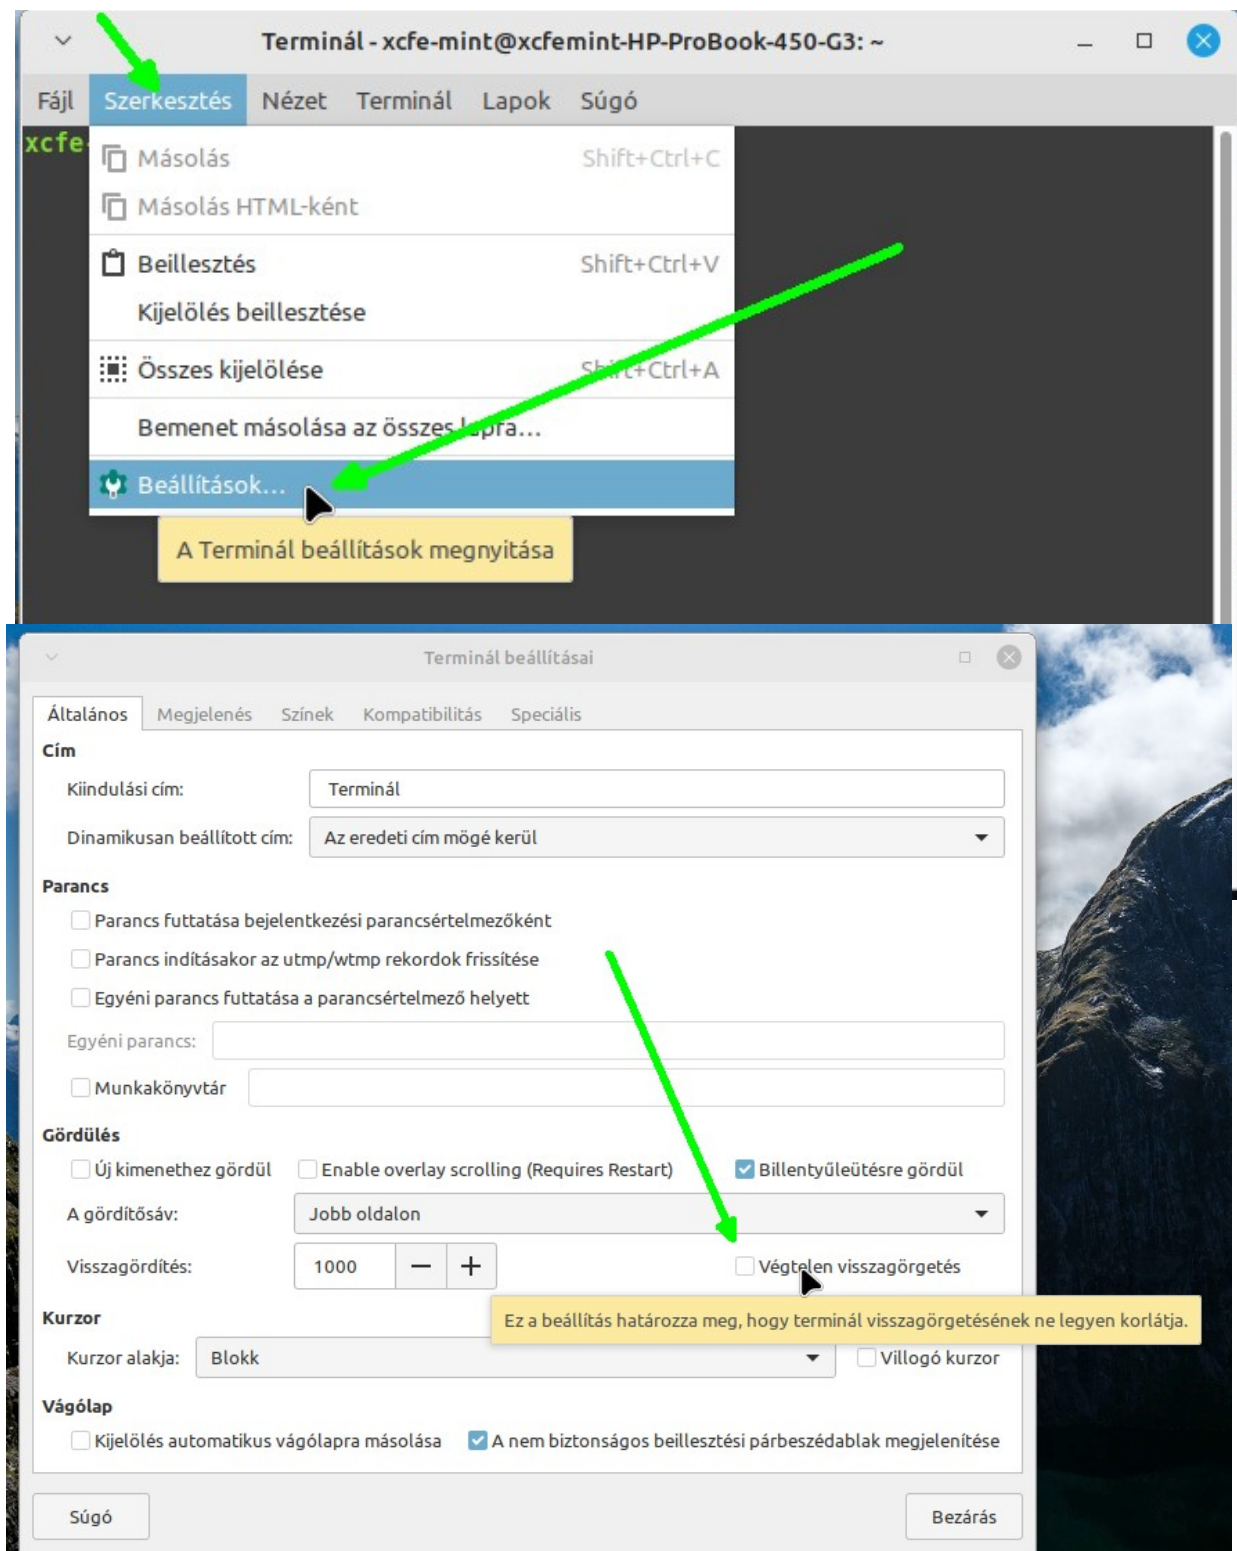 Terminál - xcfe-mint@xcfemint-HP-ProBook-450-G3: ~
Fájl Szerkesztés Nézet Terminál Lapok Súgó
xcfe-
Másolás Shift+Ctrl+C
Másolás HTML-ként
Beillesztés Shift+Ctrl+V
Kijelölés beillesztése
Összes kijelölése Shift+Ctrl+A
Bemenet másolása az összes lapra...
Beállítások...
A Terminál beállítások megnyitása
Terminál beállításai
Általános Megjelenés Színek Kompatibilitás Speciális
Cím
Kiindulási cím: Terminál
Dinamikusan beállított cím: Az eredeti cím mögé kerül
Parancs
Parancs futtatása bejelentkezési parancsértelmezőként
Parancs indításakor az utmp/wtmp rekordok frissítése
Egyéni parancs futtatása a parancsértelmező helyett
Egyéni parancs:
Munkakönyvtár
Gördülés
Új kimenethez gördül Enable overlay scrolling (Requires Restart) Billentyűleütésre gördül
A gördítősáv: Jobb oldalon
Visszagördítés: 1000 — + Végtelen visszagörgetés
Ez a beállítás határozza meg, hogy terminál visszagörgetésének ne legyen korlátja.
Kurzor
Kurzor alakja: Blokk Villogó kurzor
Vágólap
Kijelölés automatikus vágólapra másolása A nem biztonságos beillesztési párbeszédablak megjelenítése
Súgó Bezárás